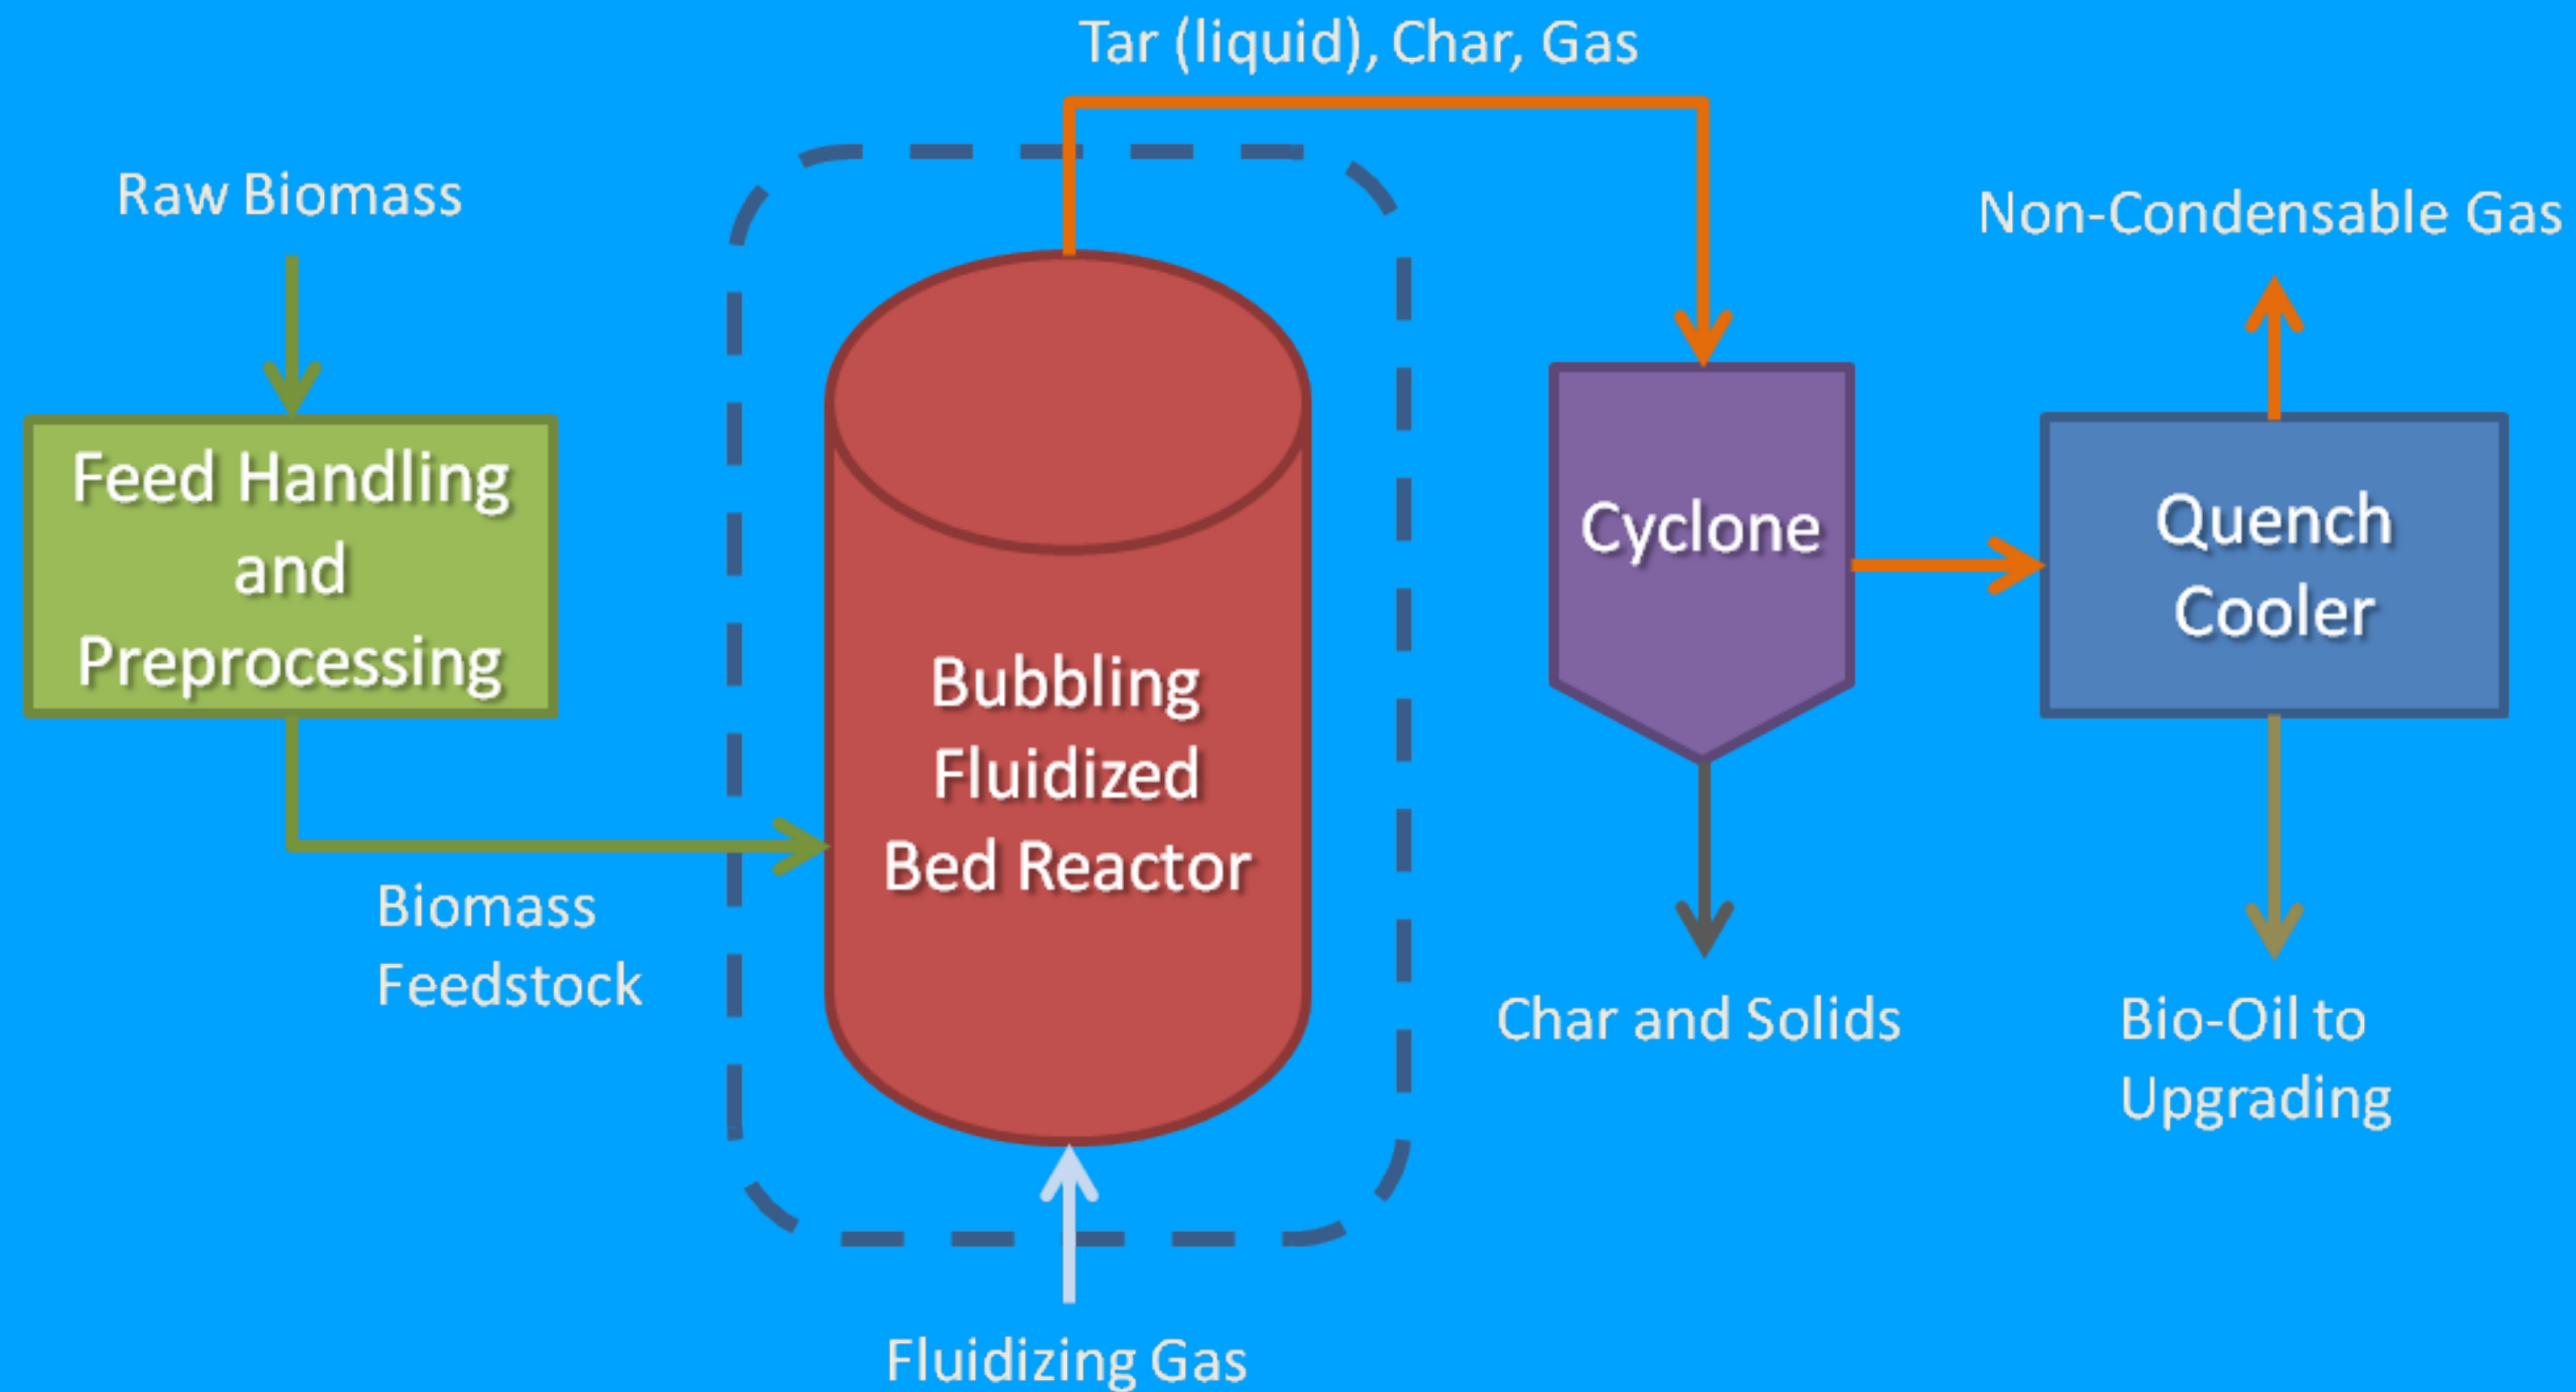 Tar (liquid), Char, Gas
Raw Biomass
Non-Condensable Gas
Feed Handling
and
Preprocessing
Bubbling
Fluidized
Bed Reactor
Cyclone
Quench
Cooler
Biomass
Feedstock
Char and Solids
Bio-Oil to
Upgrading
Fluidizing Gas